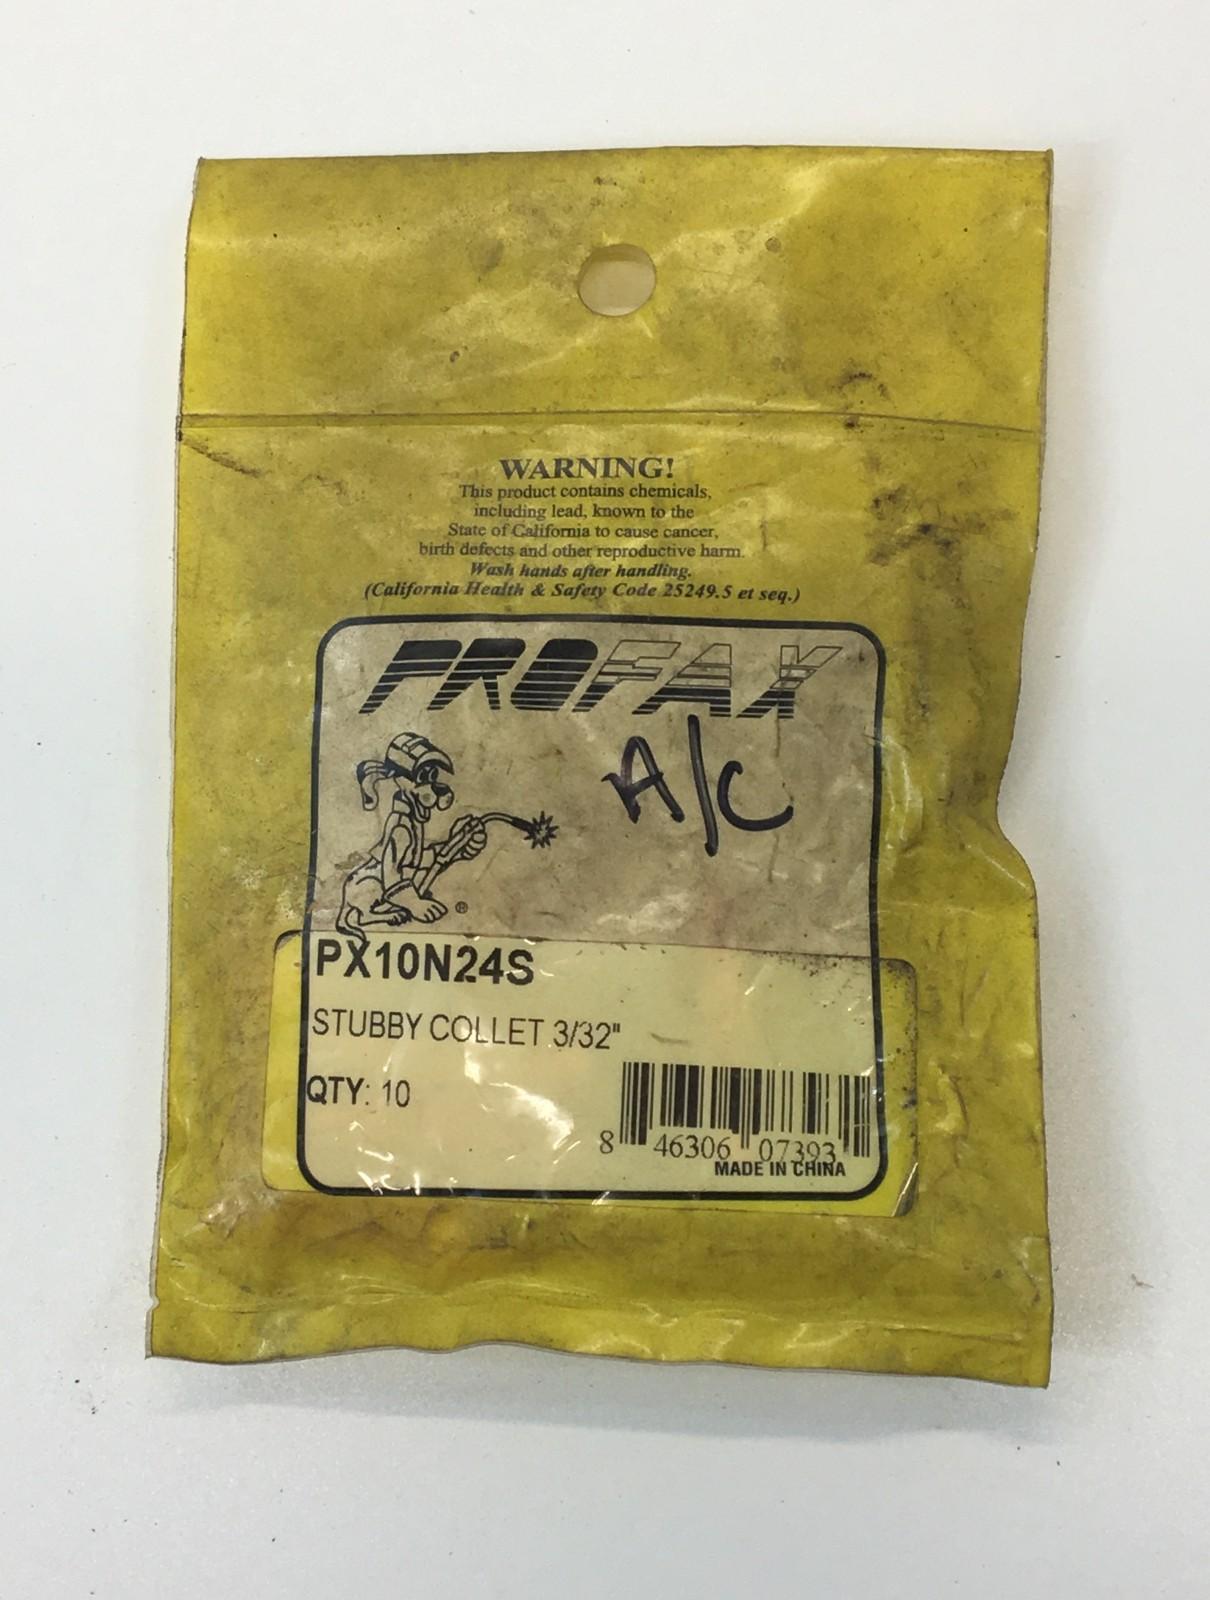 WARNING!
This product contains chemicals,
including lead, known to the
State of California to cause cancer,
birth defects and other reproductive harm.
Wash hands after handling.
(California Health & Safety Code 25249.5 et seq.)
PROFAX
A/C
®
PX10N24S
STUBBY COLLET 3/32"
QTY: 10
8 46306 07393
MADE IN CHINA